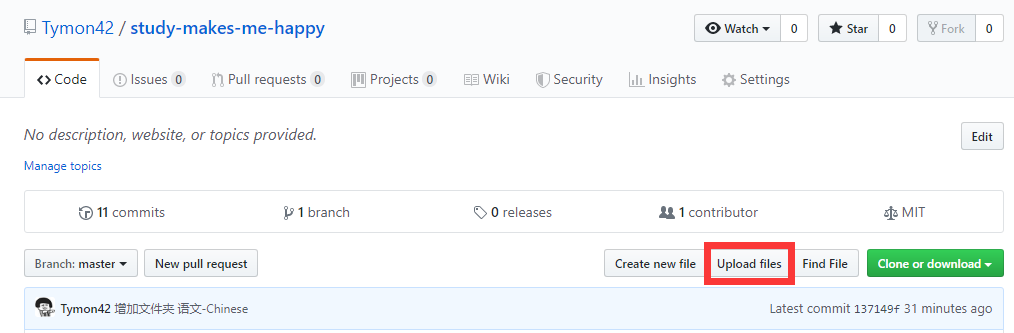 Tymon42 / study-makes-me-happy
Watch 0 Star 0 Fork 0
Code Issues 0 Pull requests 0 Projects 0 Wiki Security Insights Settings
No description, website, or topics provided. Edit
Manage topics
11 commits 1 branch 0 releases 1 contributor MIT
Branch: master New pull request Create new file Upload files Find File Clone or download
Tymon42 增加文件夹 语文-Chinese Latest commit 137149f 31 minutes ago